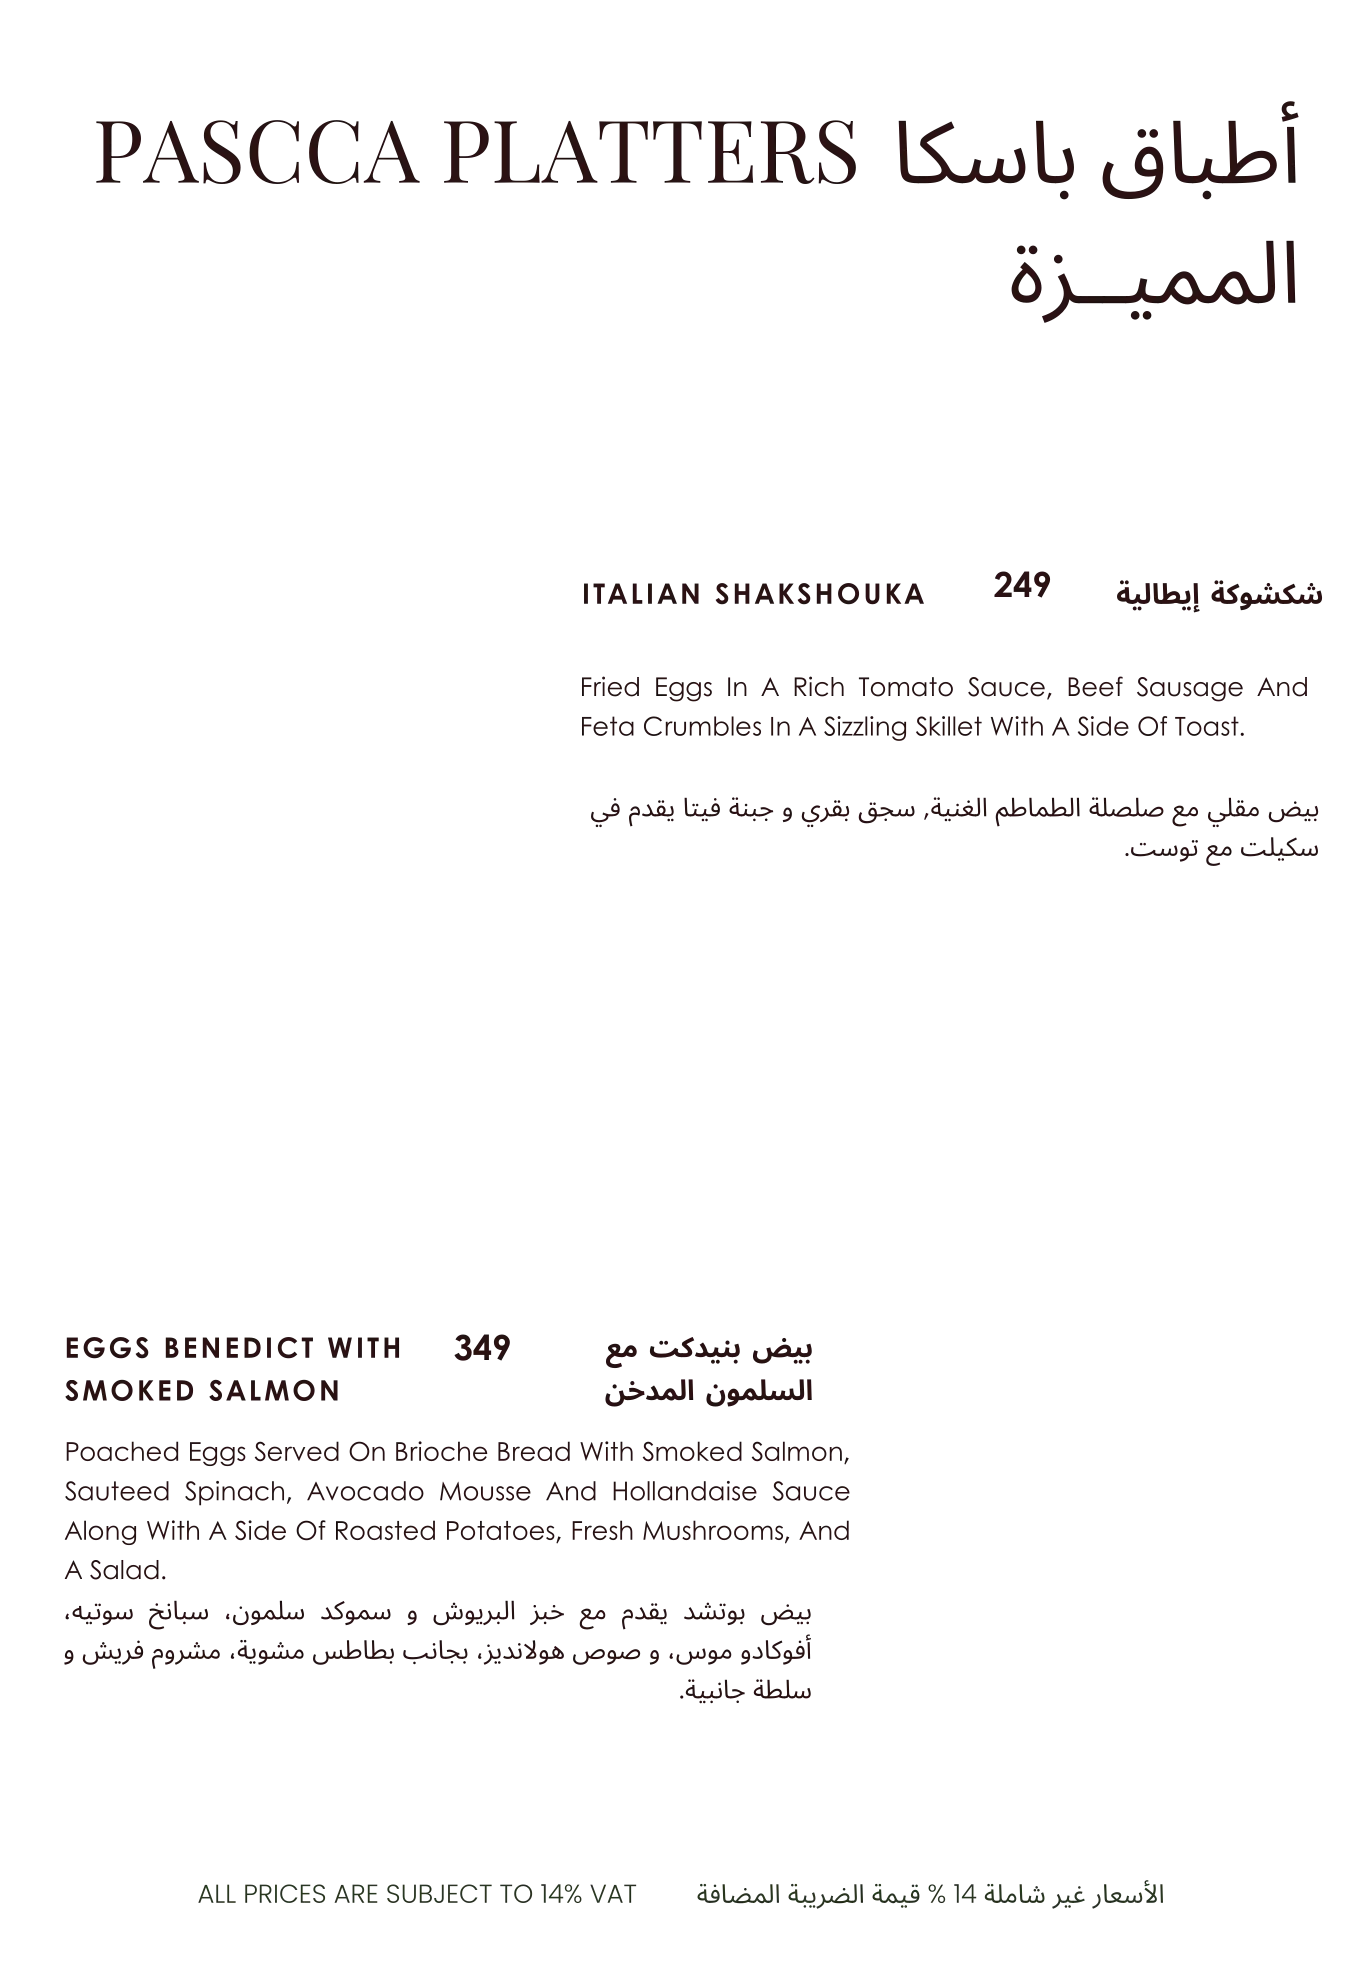 PASCCA PLATTERS أطباق باسكا
المميــزة
ITALIAN SHAKSHOUKA 249 شكشوكة إيطالية
Fried Eggs In A Rich Tomato Sauce, Beef Sausage And
Feta Crumbles In A Sizzling Skillet With A Side Of Toast.
بيض مقلي مع صلصلة الطماطم الغنية, سجق بقري و جبنة فيتا يقدم في
سكيلت مع توست.
EGGS BENEDICT WITH 349 بيض بنيدكت مع
SMOKED SALMON السلمون المدخن
Poached Eggs Served On Brioche Bread With Smoked Salmon,
Sauteed Spinach, Avocado Mousse And Hollandaise Sauce
Along With A Side Of Roasted Potatoes, Fresh Mushrooms, And
A Salad.
بيض بوتشد يقدم مع خبز البريوش و سموكد سلمون، سبانخ سوتيه،
أفوكادو موس، و صوص هولانديز، بجانب بطاطس مشوية، مشروم فريش و
سلطة جانبية.
ALL PRICES ARE SUBJECT TO 14% VAT الأسعار غير شاملة 14 % قيمة الضريبة المضافة